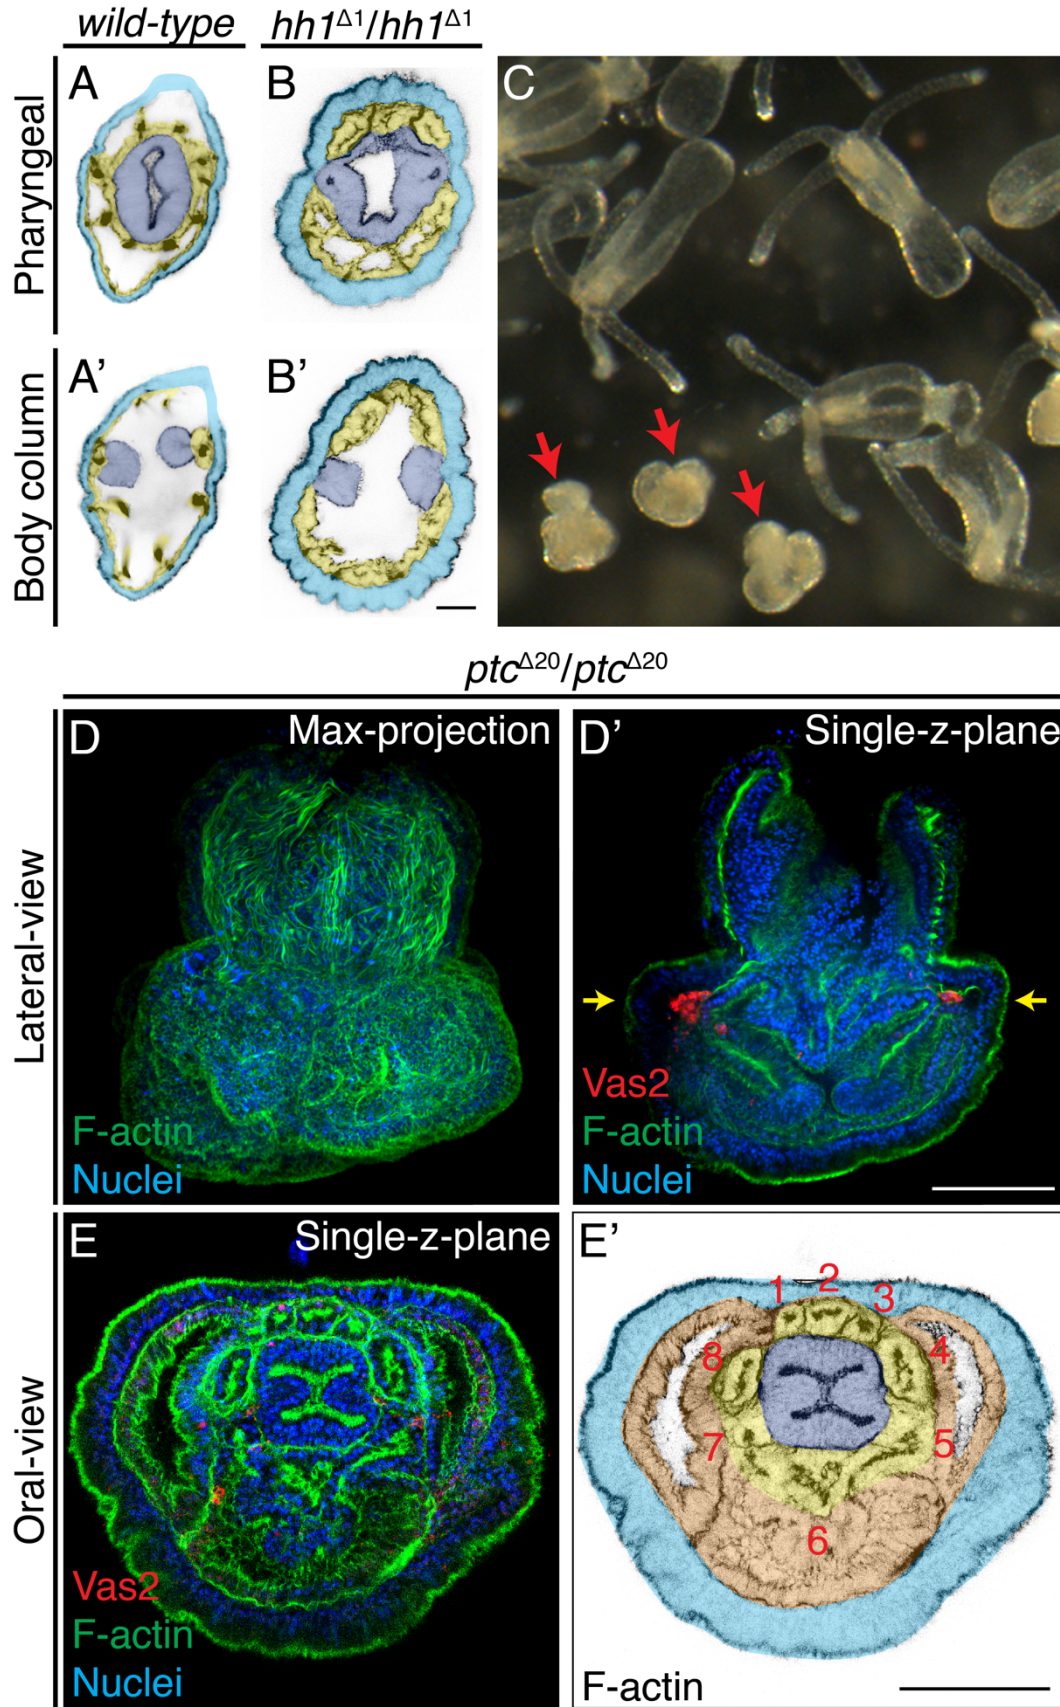 wild-type
hh1Δ1/hh1Δ1
Pharyngeal
A
B
C
Body column
A’
B’
ptcΔ20/ptcΔ20
Lateral-view
D
Max-projection
F-actin
Nuclei
D’
Single-z-plane
Vas2
F-actin
Nuclei
Oral-view
E
Single-z-plane
Vas2
F-actin
Nuclei
E’
1
2
3
4
5
6
7
8
F-actin